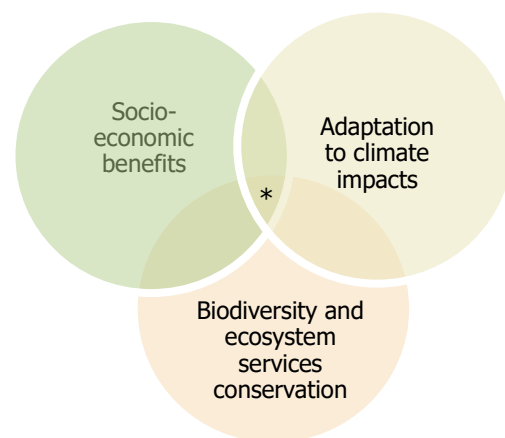 Socio-
economic
benefits
Adaptation
to climate
impacts
*
Biodiversity and
ecosystem
services
conservation